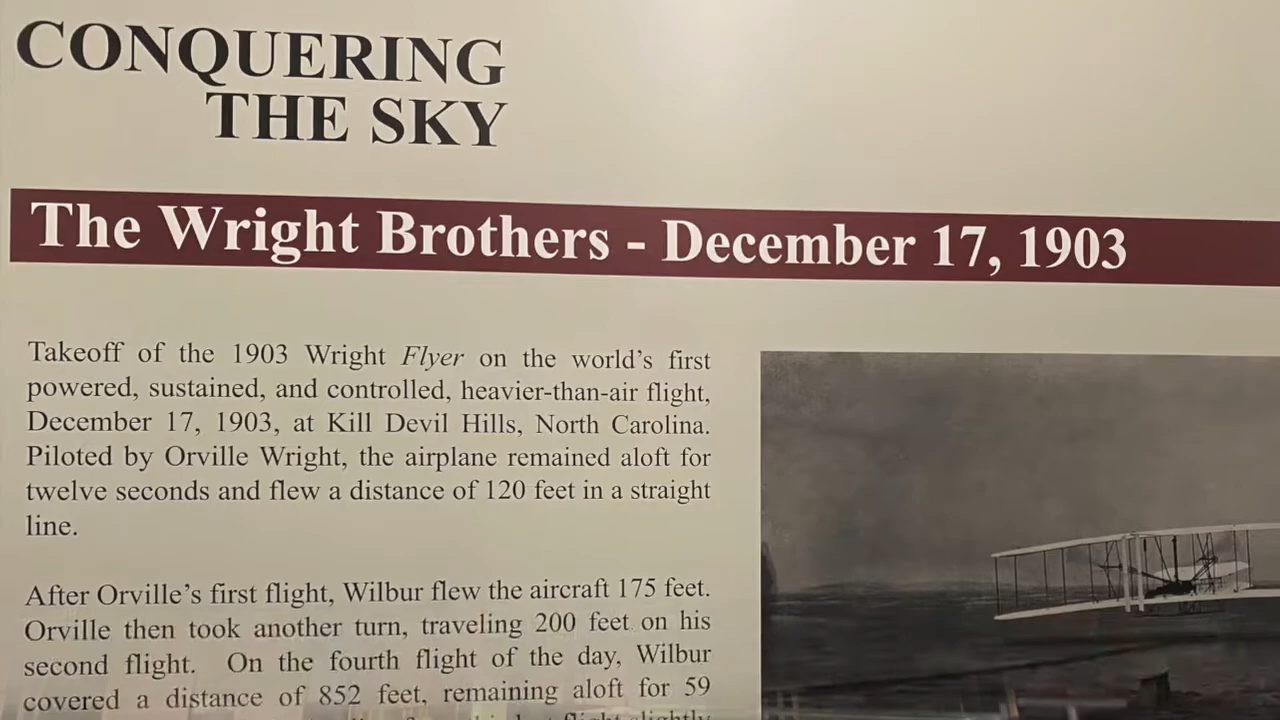 CONQUERING
THE SKY
The Wright Brothers - December 17, 1903
Takeoff of the 1903 Wright Flyer on the world's first
powered, sustained, and controlled, heavier-than-air flight,
December 17, 1903, at Kill Devil Hills, North Carolina.
Piloted by Orville Wright, the airplane remained aloft for
twelve seconds and flew a distance of 120 feet in a straight
line.
After Orville's first flight, Wilbur flew the aircraft 175 feet.
Orville then took another turn, traveling 200 feet on his
second flight. On the fourth flight of the day, Wilbur
covered a distance of 852 feet, remaining aloft for 59
flight slightly